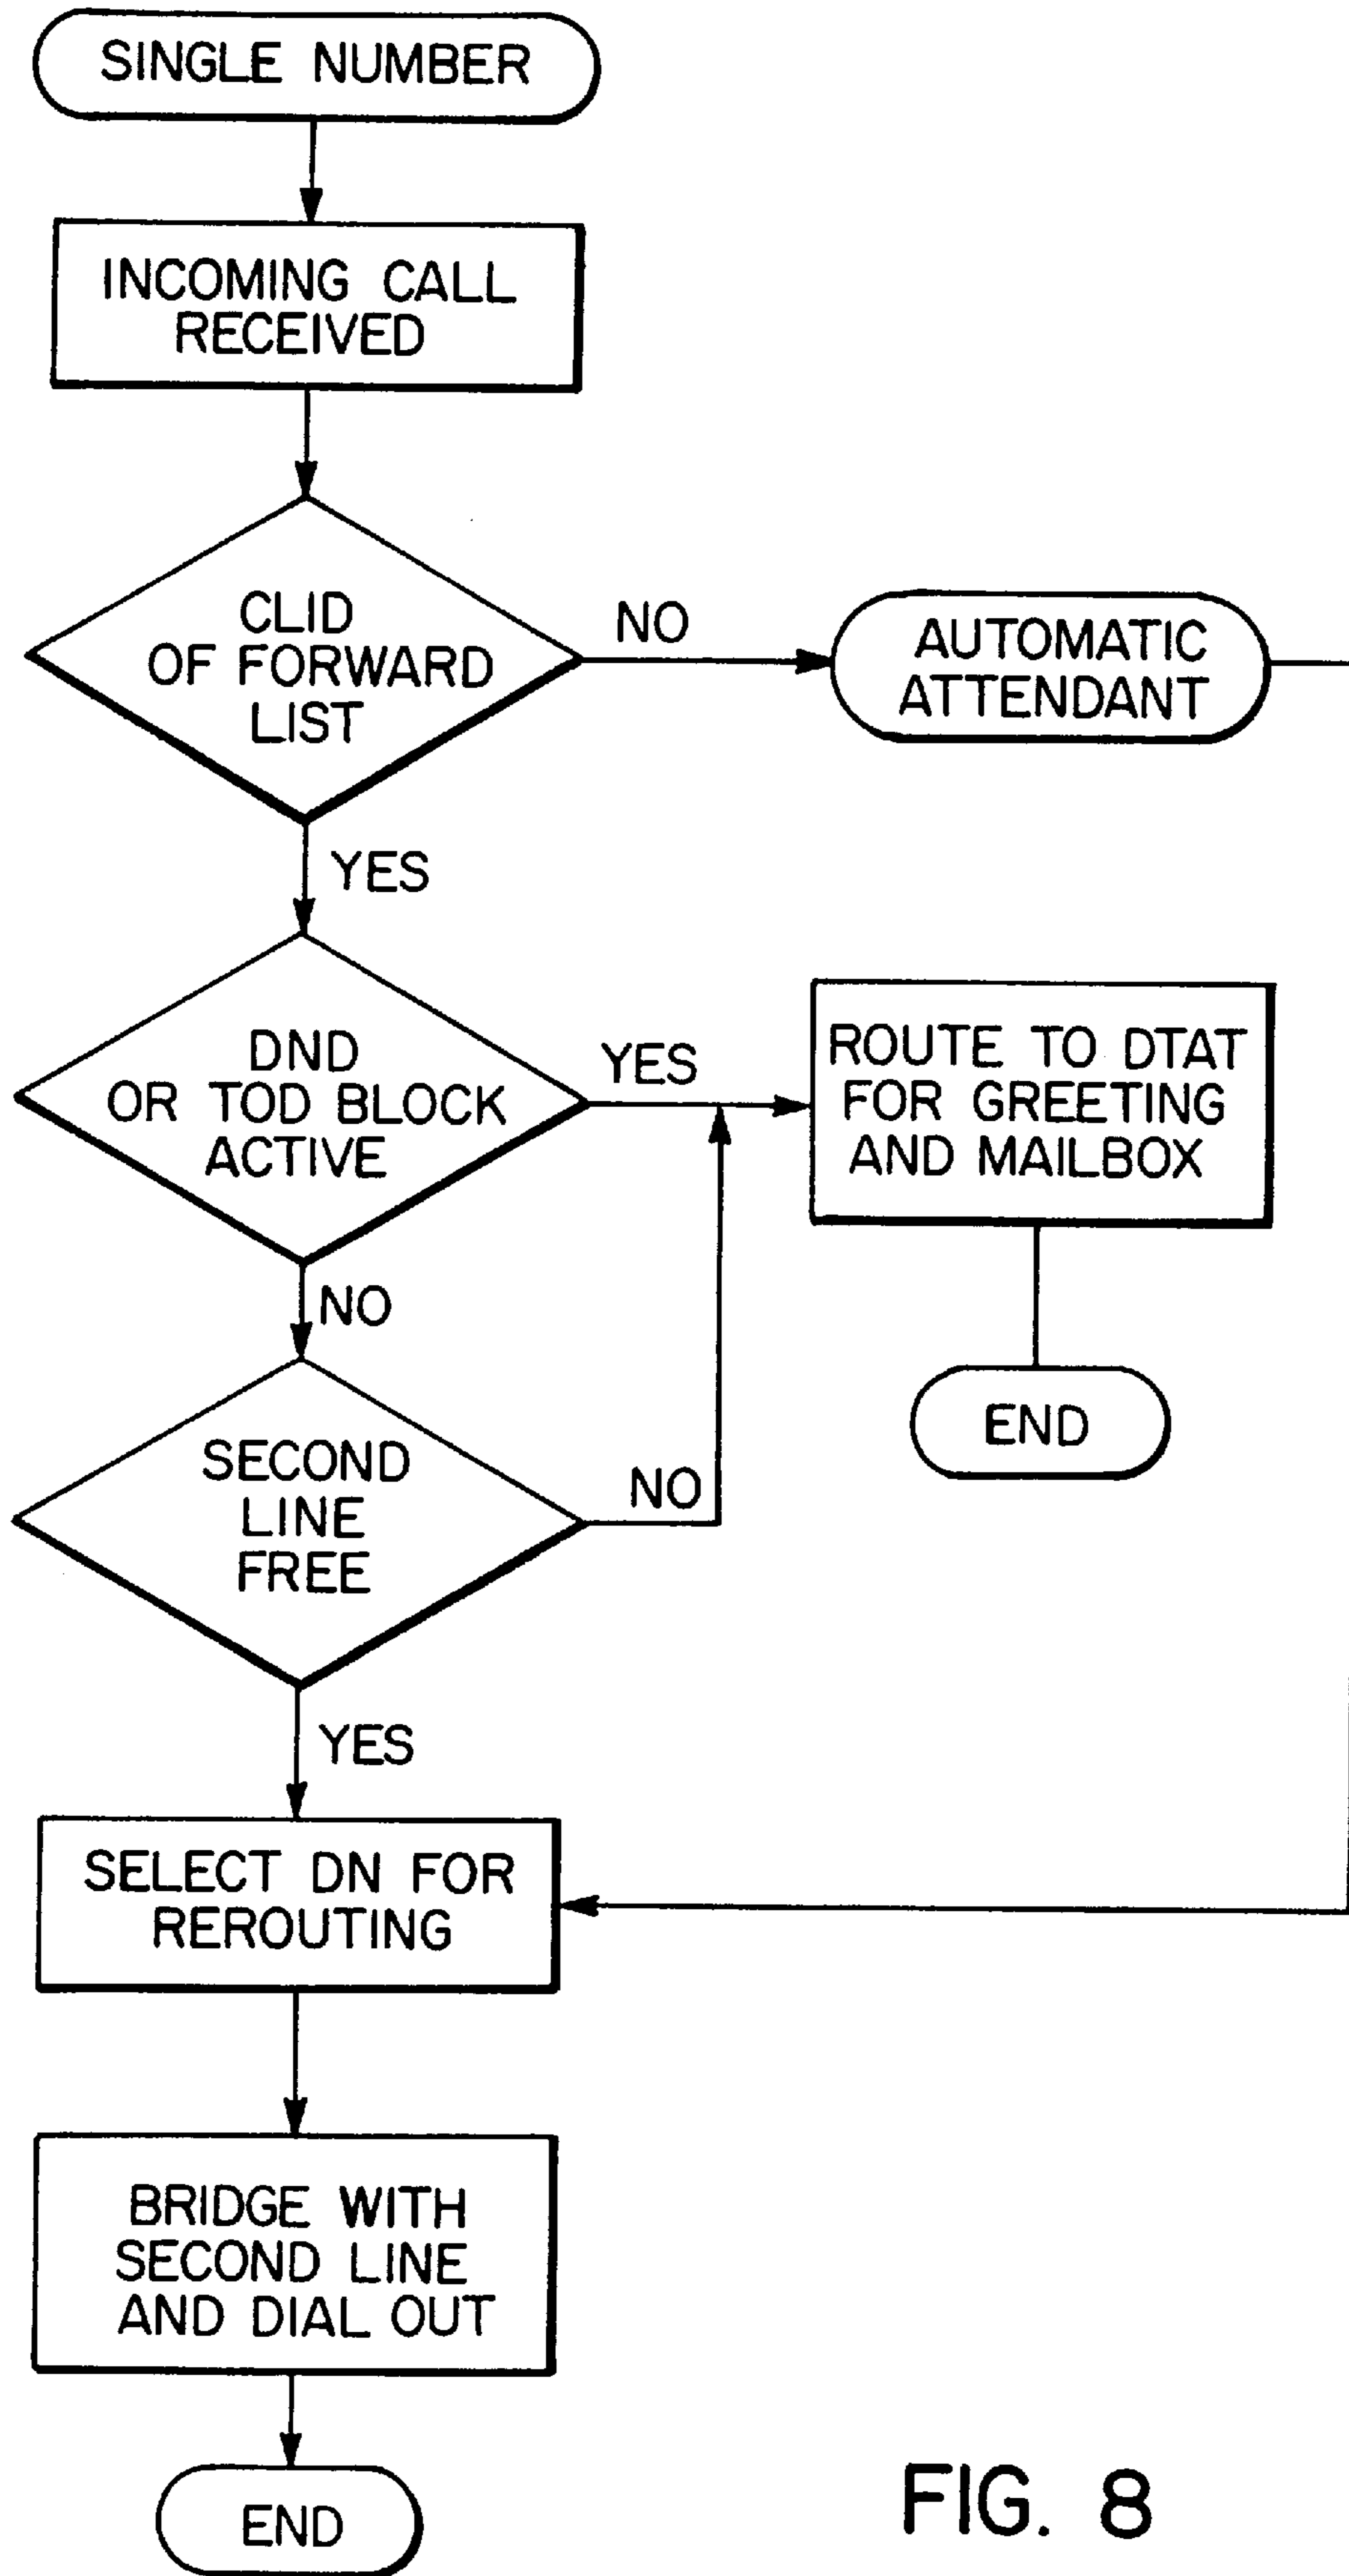 SINGLE NUMBER
INCOMING CALL
RECEIVED
CLID
OF FORWARD
LIST
NO
AUTOMATIC
ATTENDANT
YES
DND
OR TOD BLOCK
ACTIVE
YES
ROUTE TO DTAT
FOR GREETING
AND MAILBOX
NO
END
SECOND
LINE
FREE
NO
YES
SELECT DN FOR
REROUTING
BRIDGE WITH
SECOND LINE
AND DIAL OUT
END
FIG. 8